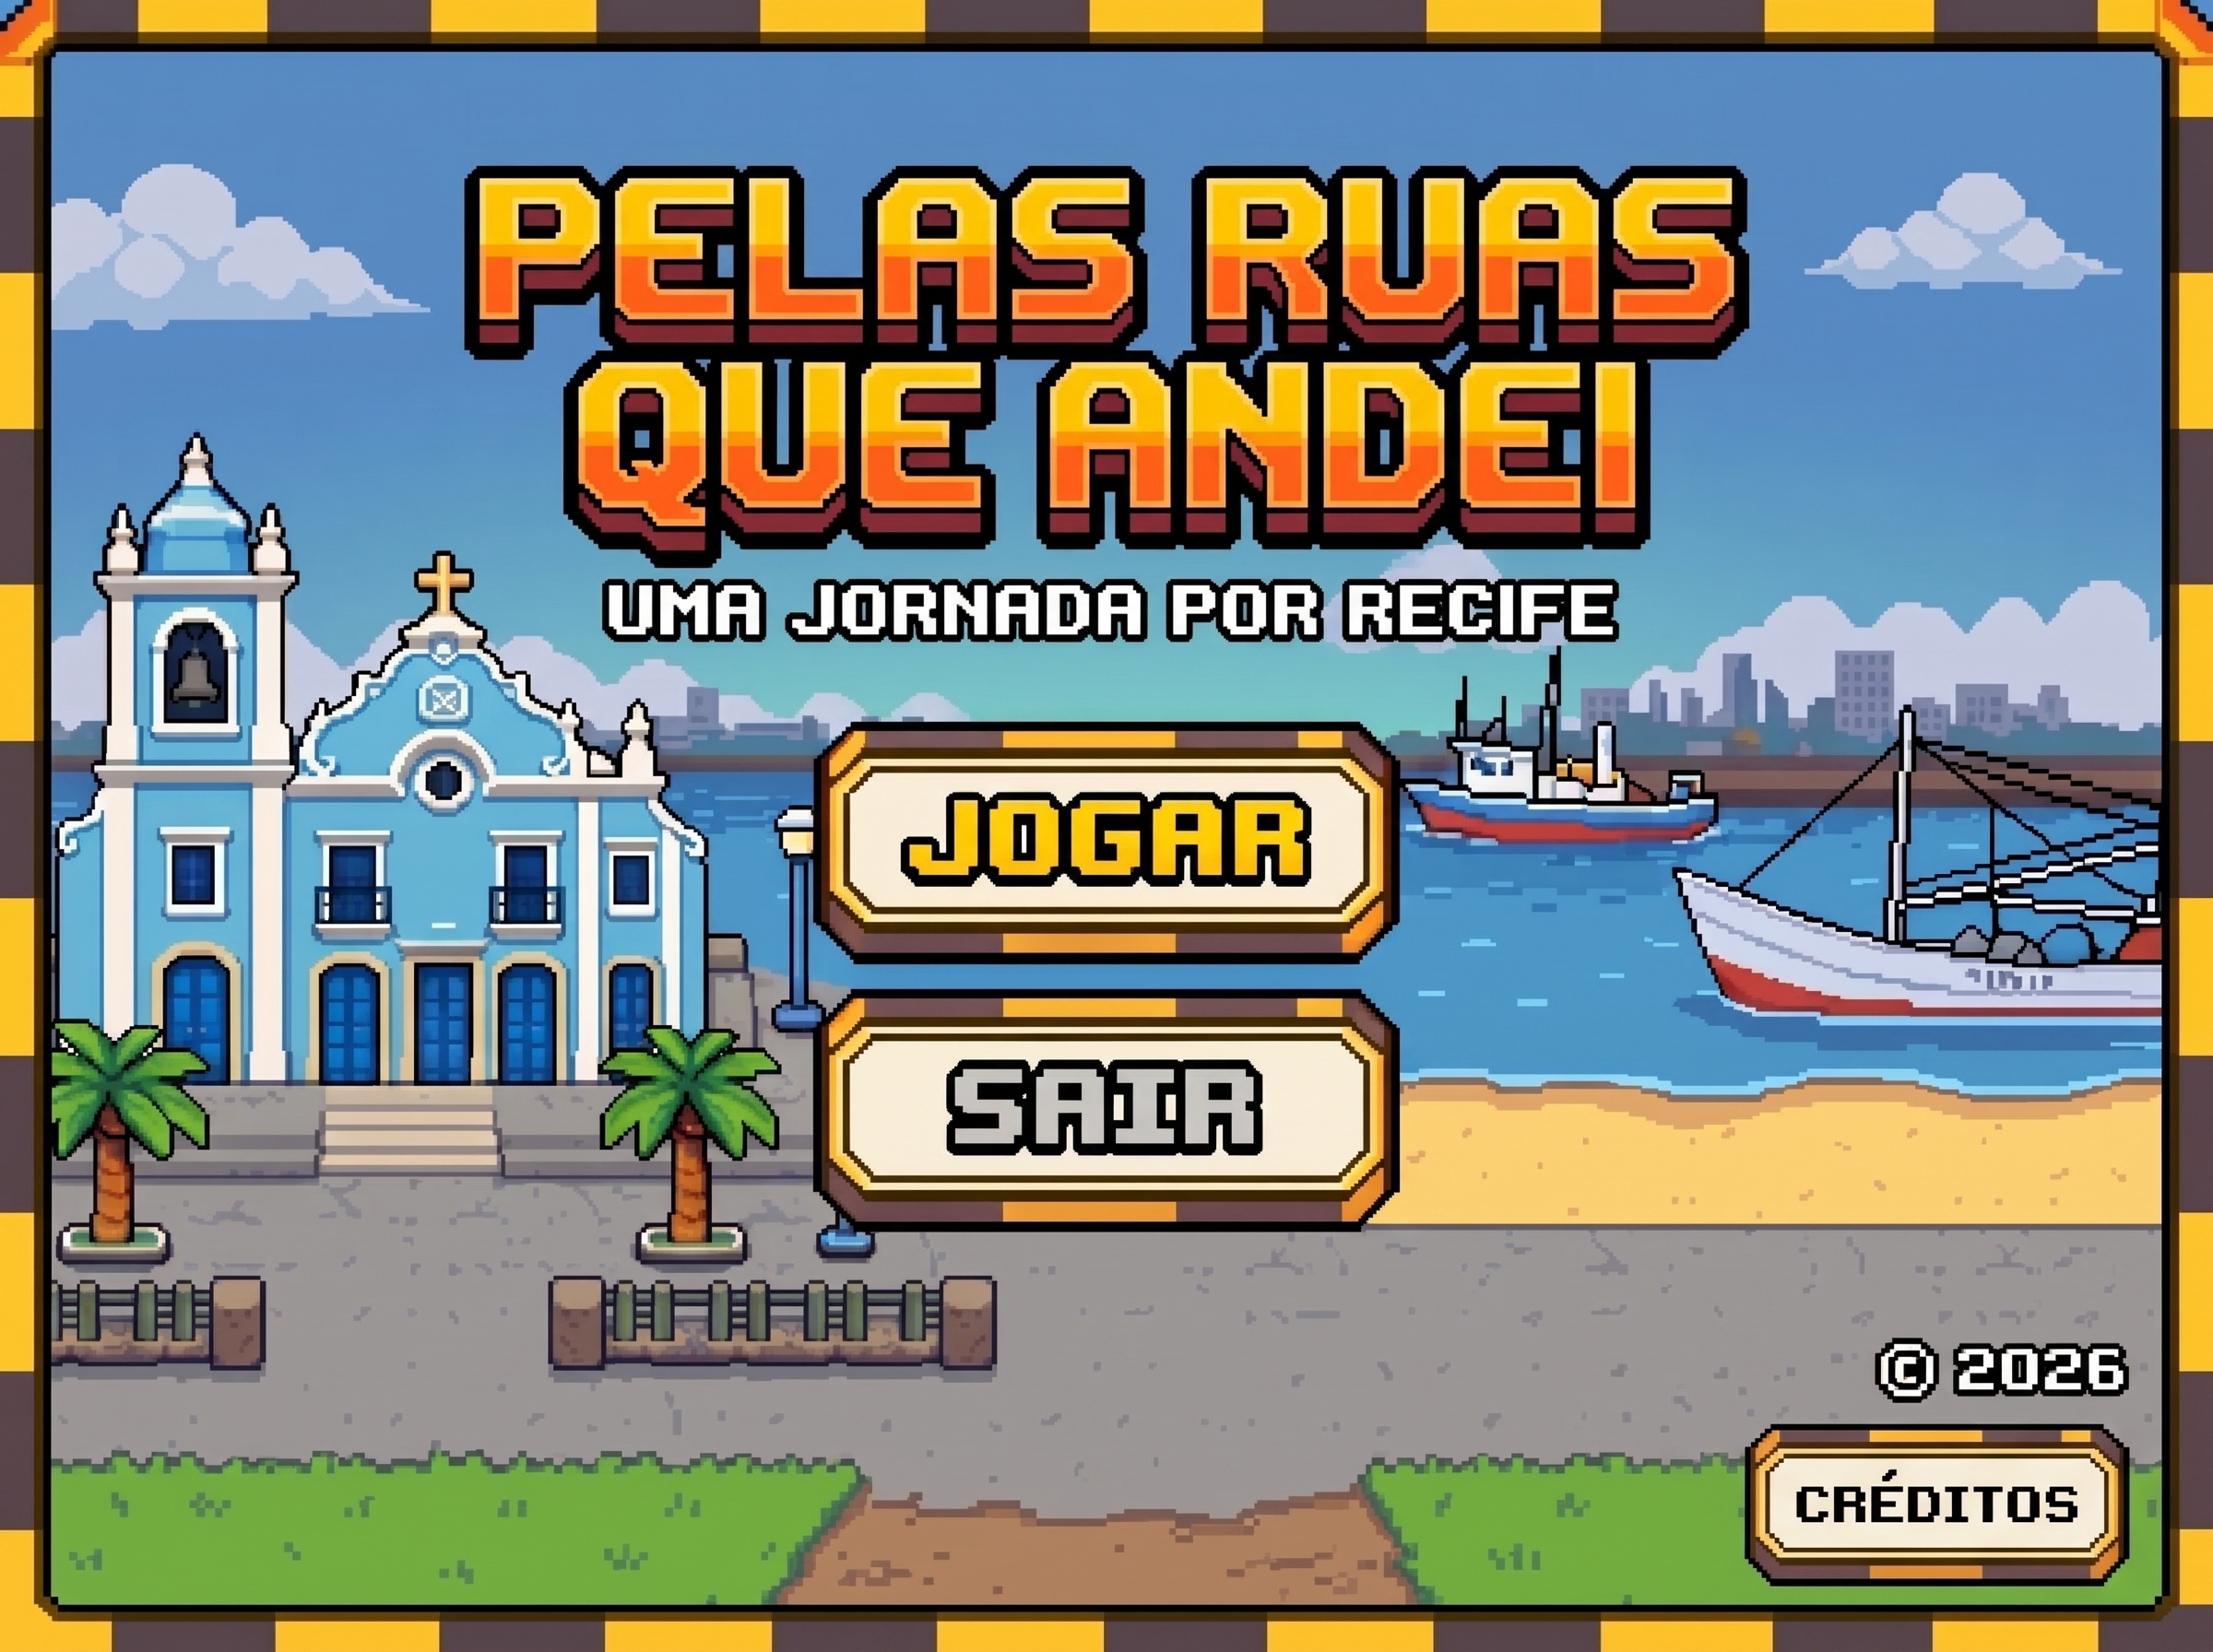 PELAS RUAS
QUE ANDEI
UMA JORNADA POR RECIFE
JOGAR
SAIR
© 2026
CRÉDITOS